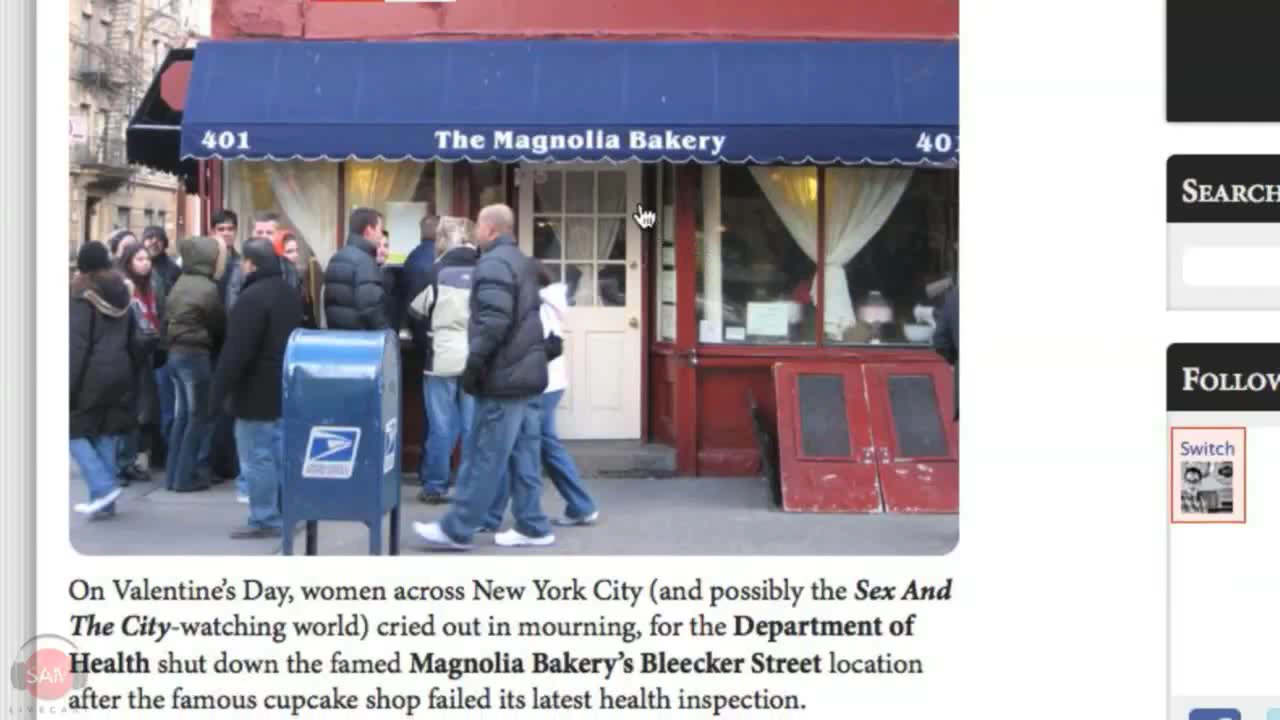 401 The Magnolia Bakery 401
SEARCH
FOLLOW
Switch
On Valentine's Day, women across New York City (and possibly the Sex And
The City-watching world) cried out in mourning, for the Department of
Health shut down the famed Magnolia Bakery's Bleecker Street location
after the famous cupcake shop failed its latest health inspection.
SAM
LIVECAST